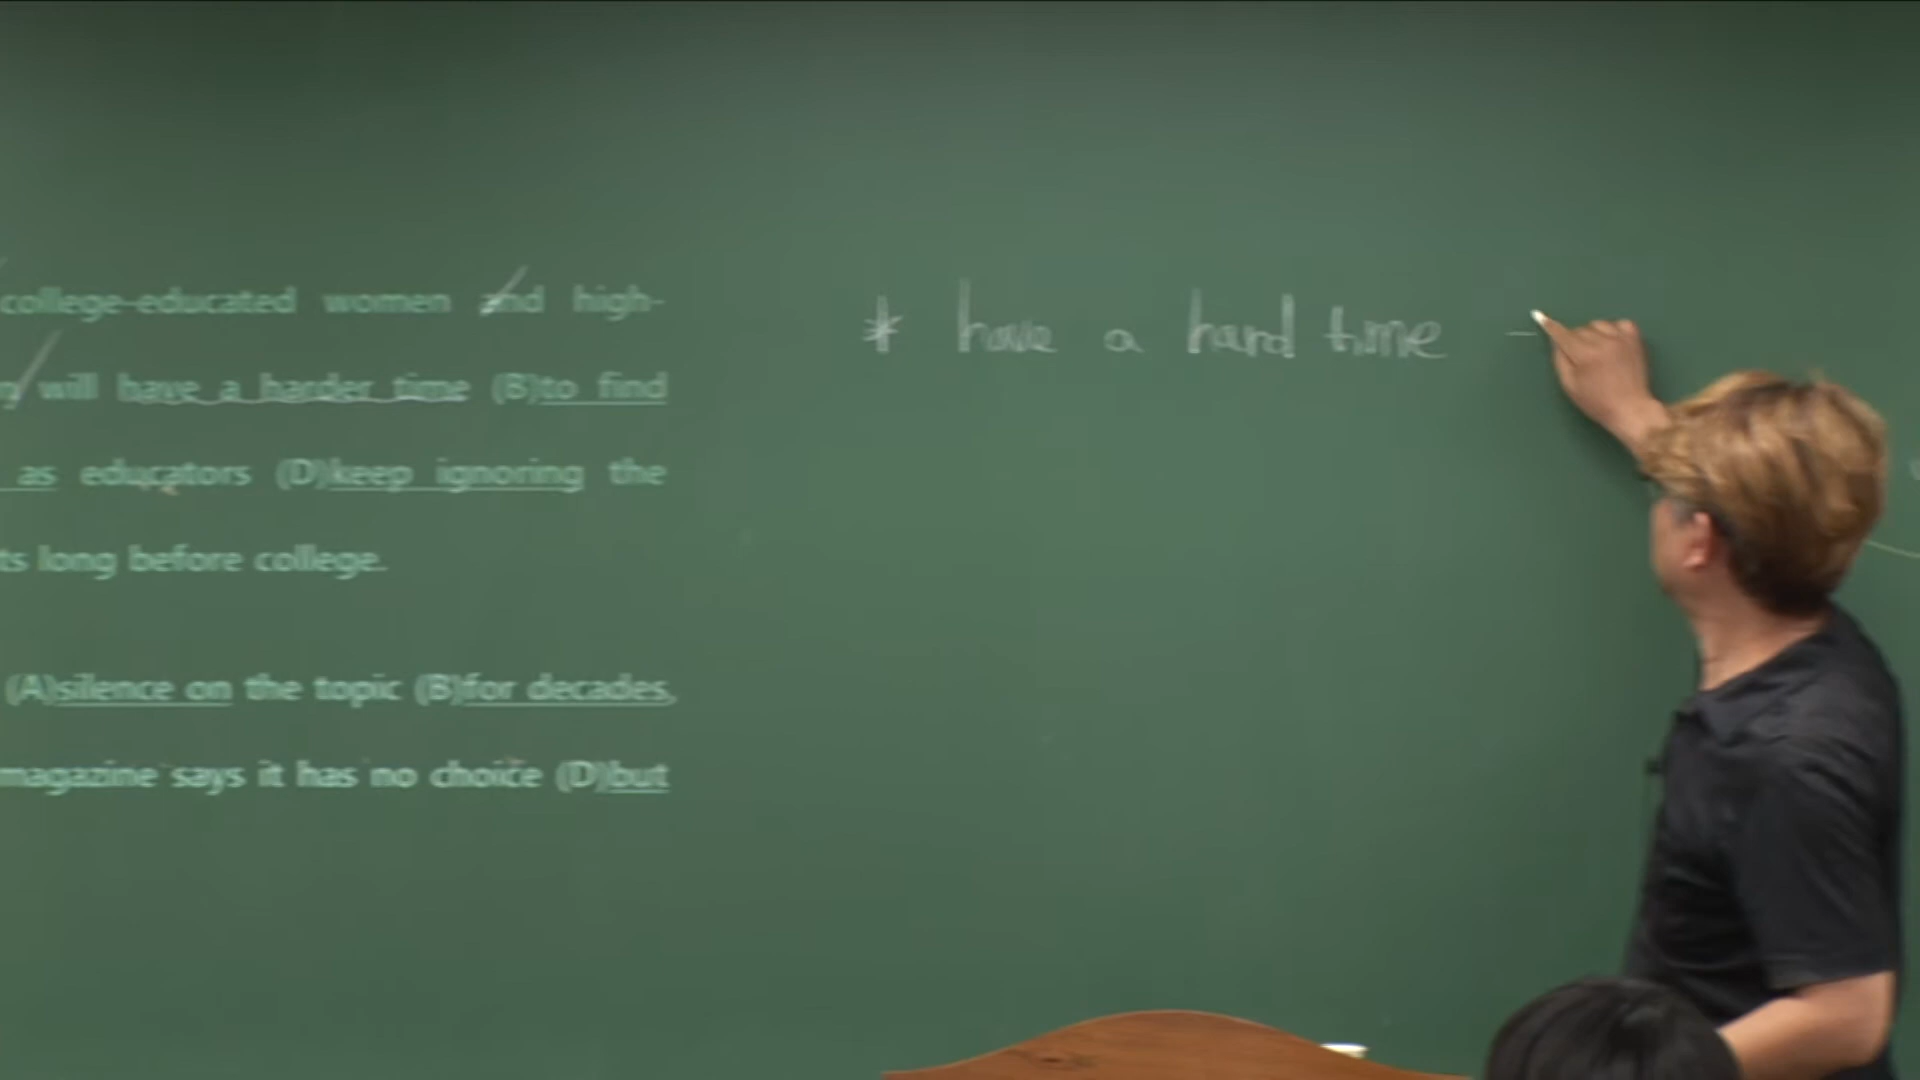 college-educated women and high-
will have a harder time (B)to find
as educators (D)keep ignoring the
ts long before college.
(A)silence on the topic (B)for decades,
magazine says it has no choice (D)but
* have a hard time -